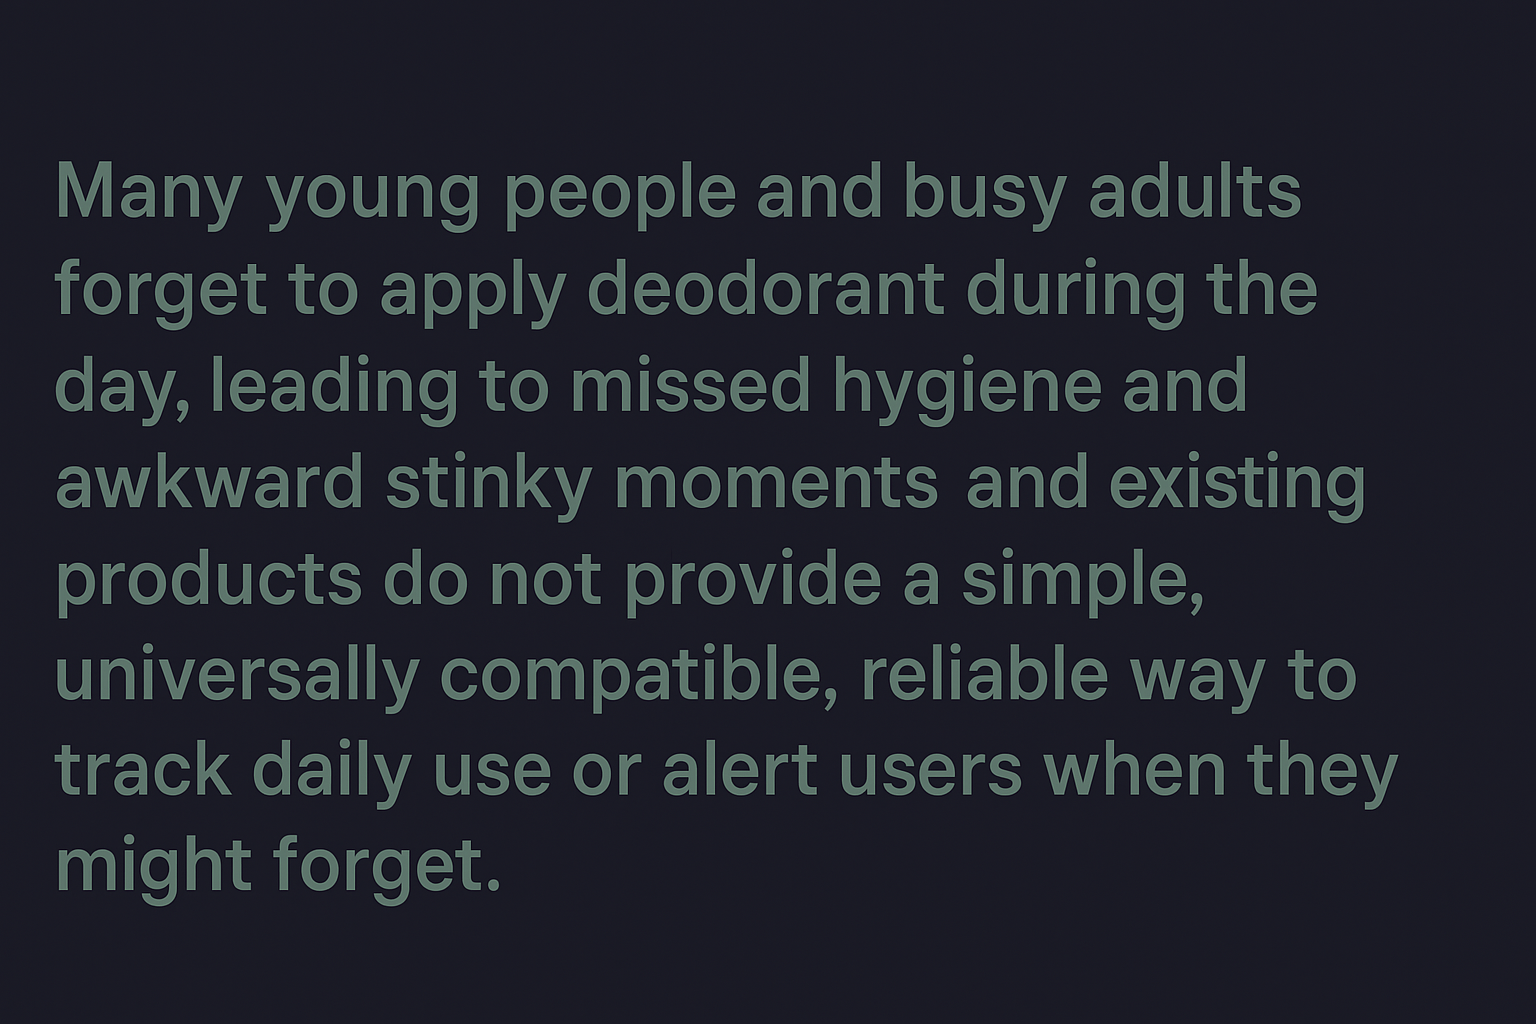 Many young people and busy adults
forget to apply deodorant during the
day, leading to missed hygiene and
awkward stinky moments and existing
products do not provide a simple,
universally compatible, reliable way to
track daily use or alert users when they
might forget.